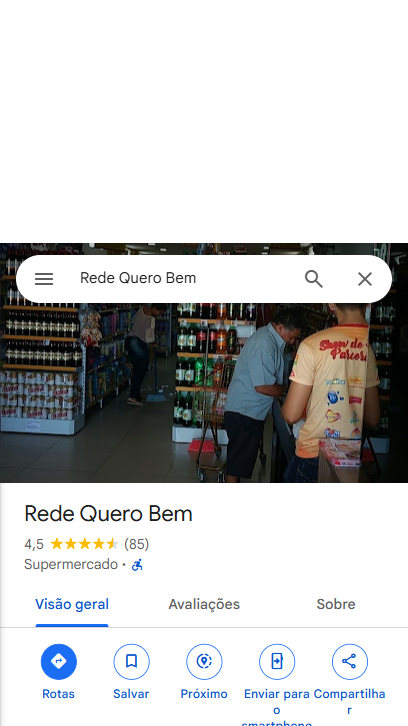 Rede Quero Bem
Show de
Rede Quero Bem
4,5 (85)
Supermercado ·
Visão geral Avaliações Sobre
Rotas Salvar Próximo Enviar para o smartphone Compartilhar